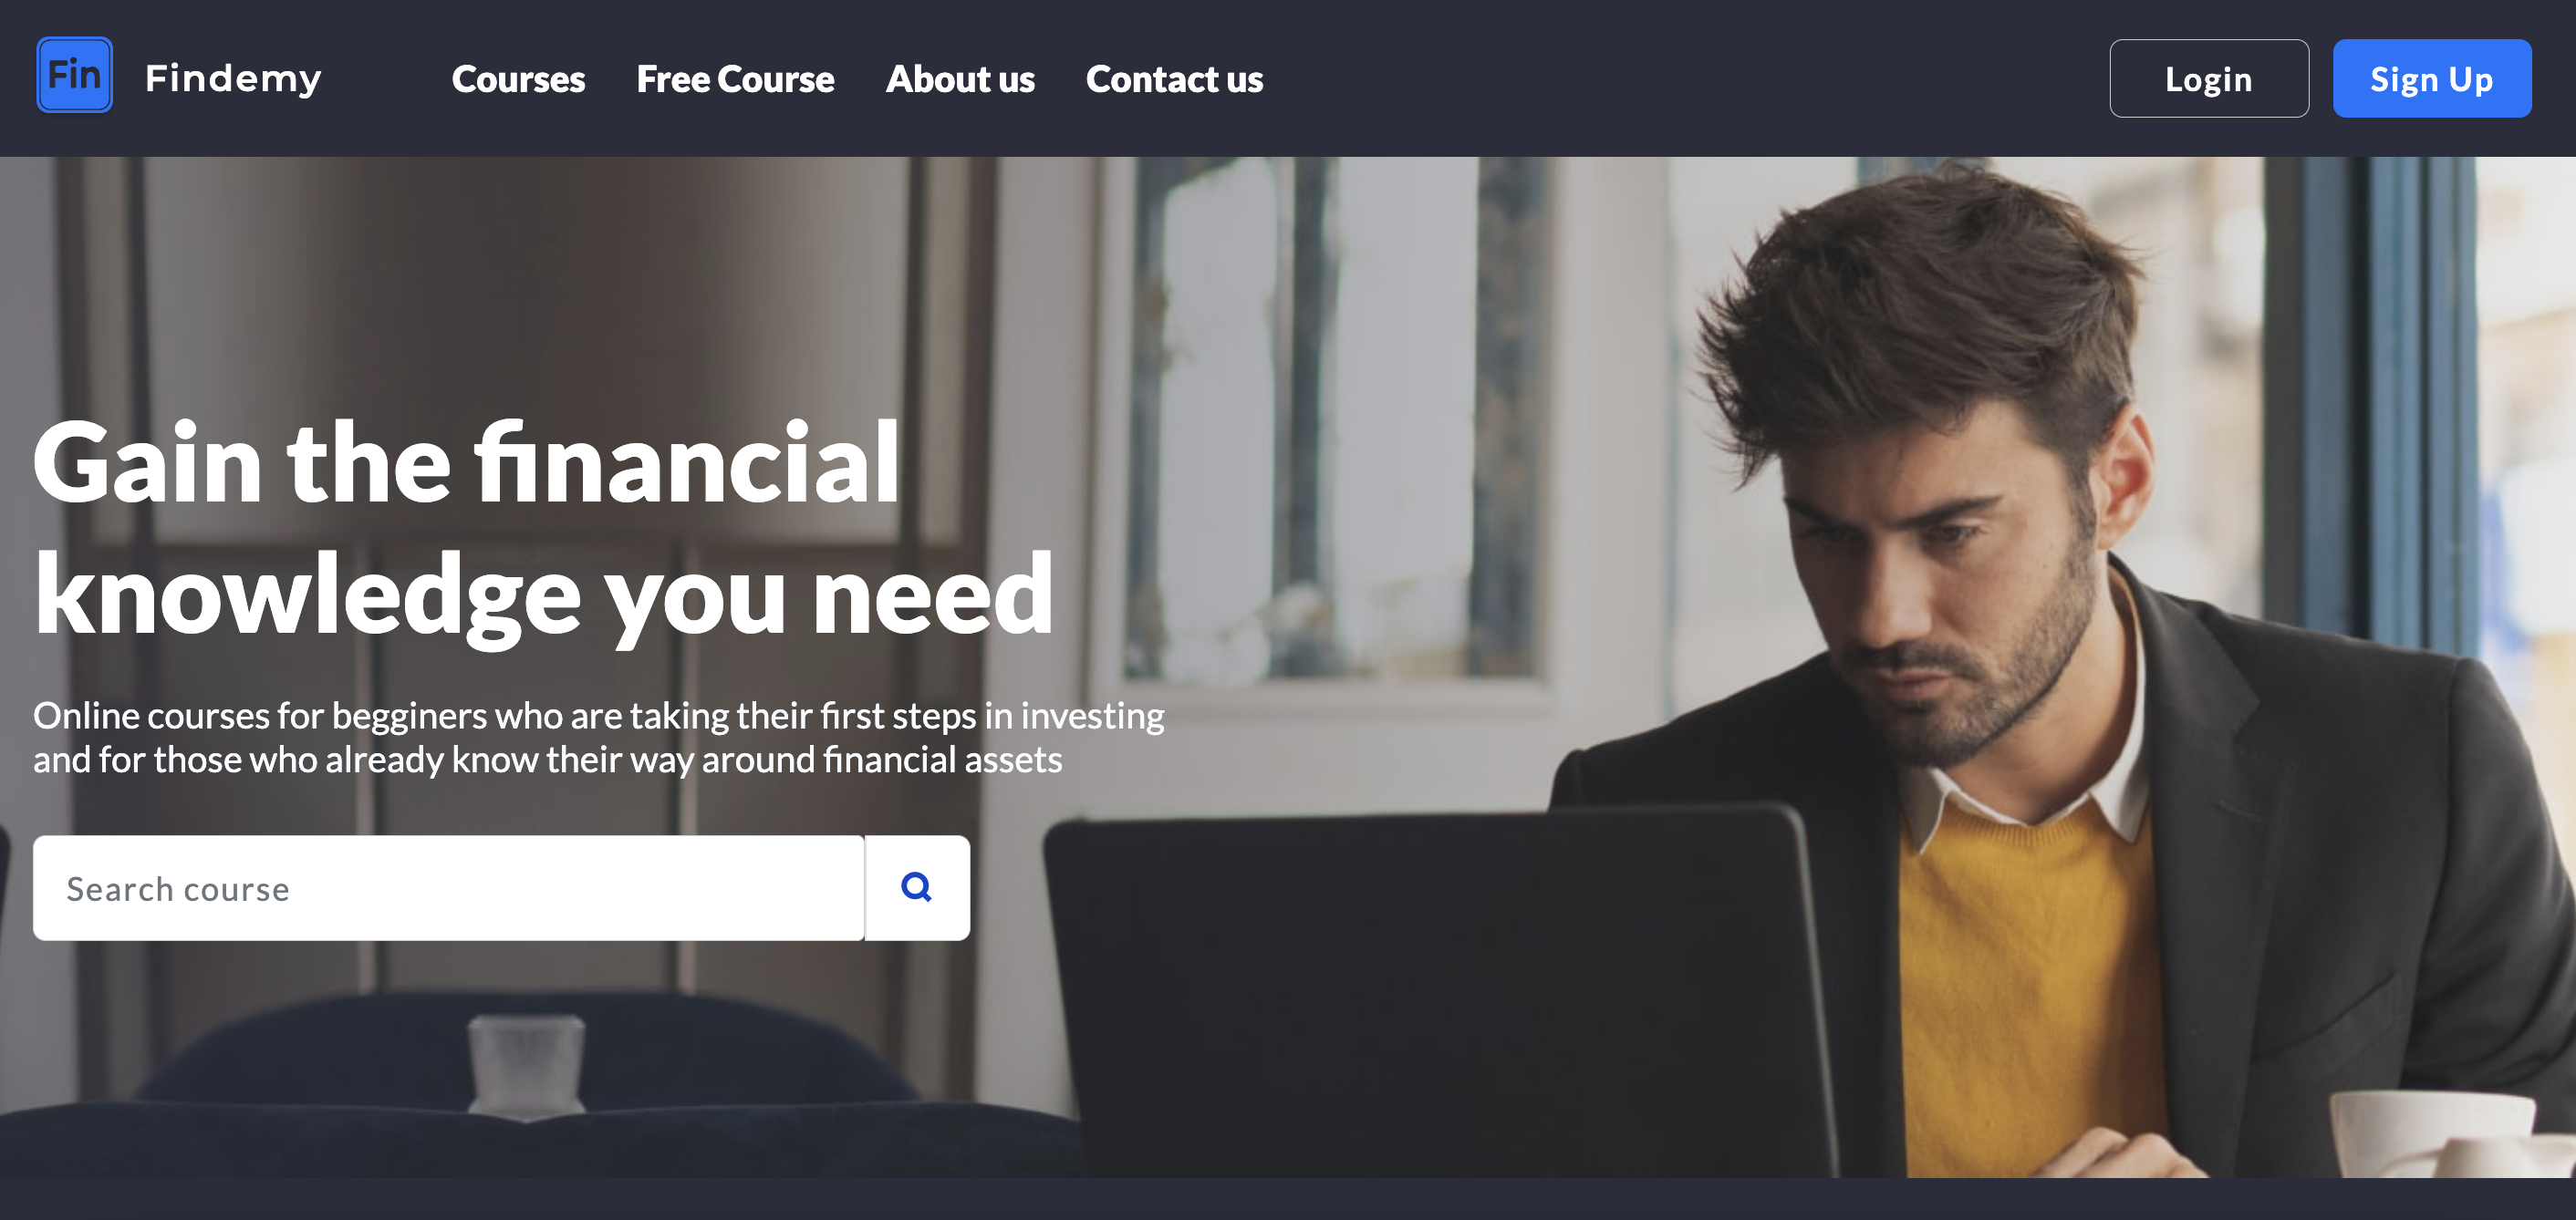 Fin Findemy Courses Free Course About us Contact us Login Sign Up
Gain the financial
knowledge you need
Online courses for begginers who are taking their first steps in investing
and for those who already know their way around financial assets
Search course